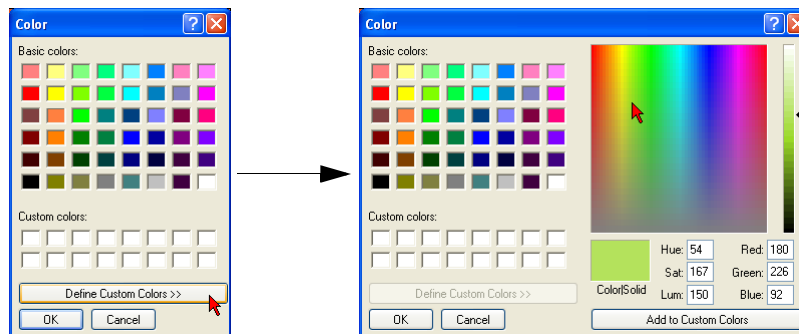 Color
Basic colors:
Custom colors:
Define Custom Colors >>
OK Cancel
Color
Basic colors:
Custom colors:
Define Custom Colors >>
OK Cancel
Color|Solid
Hue: 54 Red: 180
Sat: 167 Green: 226
Lum: 150 Blue: 92
Add to Custom Colors